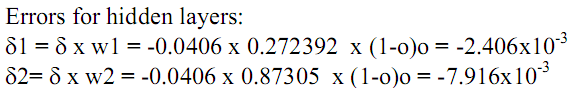 Errors for hidden layers:
δ1 = δ x w1 = -0.0406 x 0.272392  x (1-o)o = -2.406x10⁻³
δ2= δ x w2 = -0.0406 x 0.87305  x (1-o)o = -7.916x10⁻³